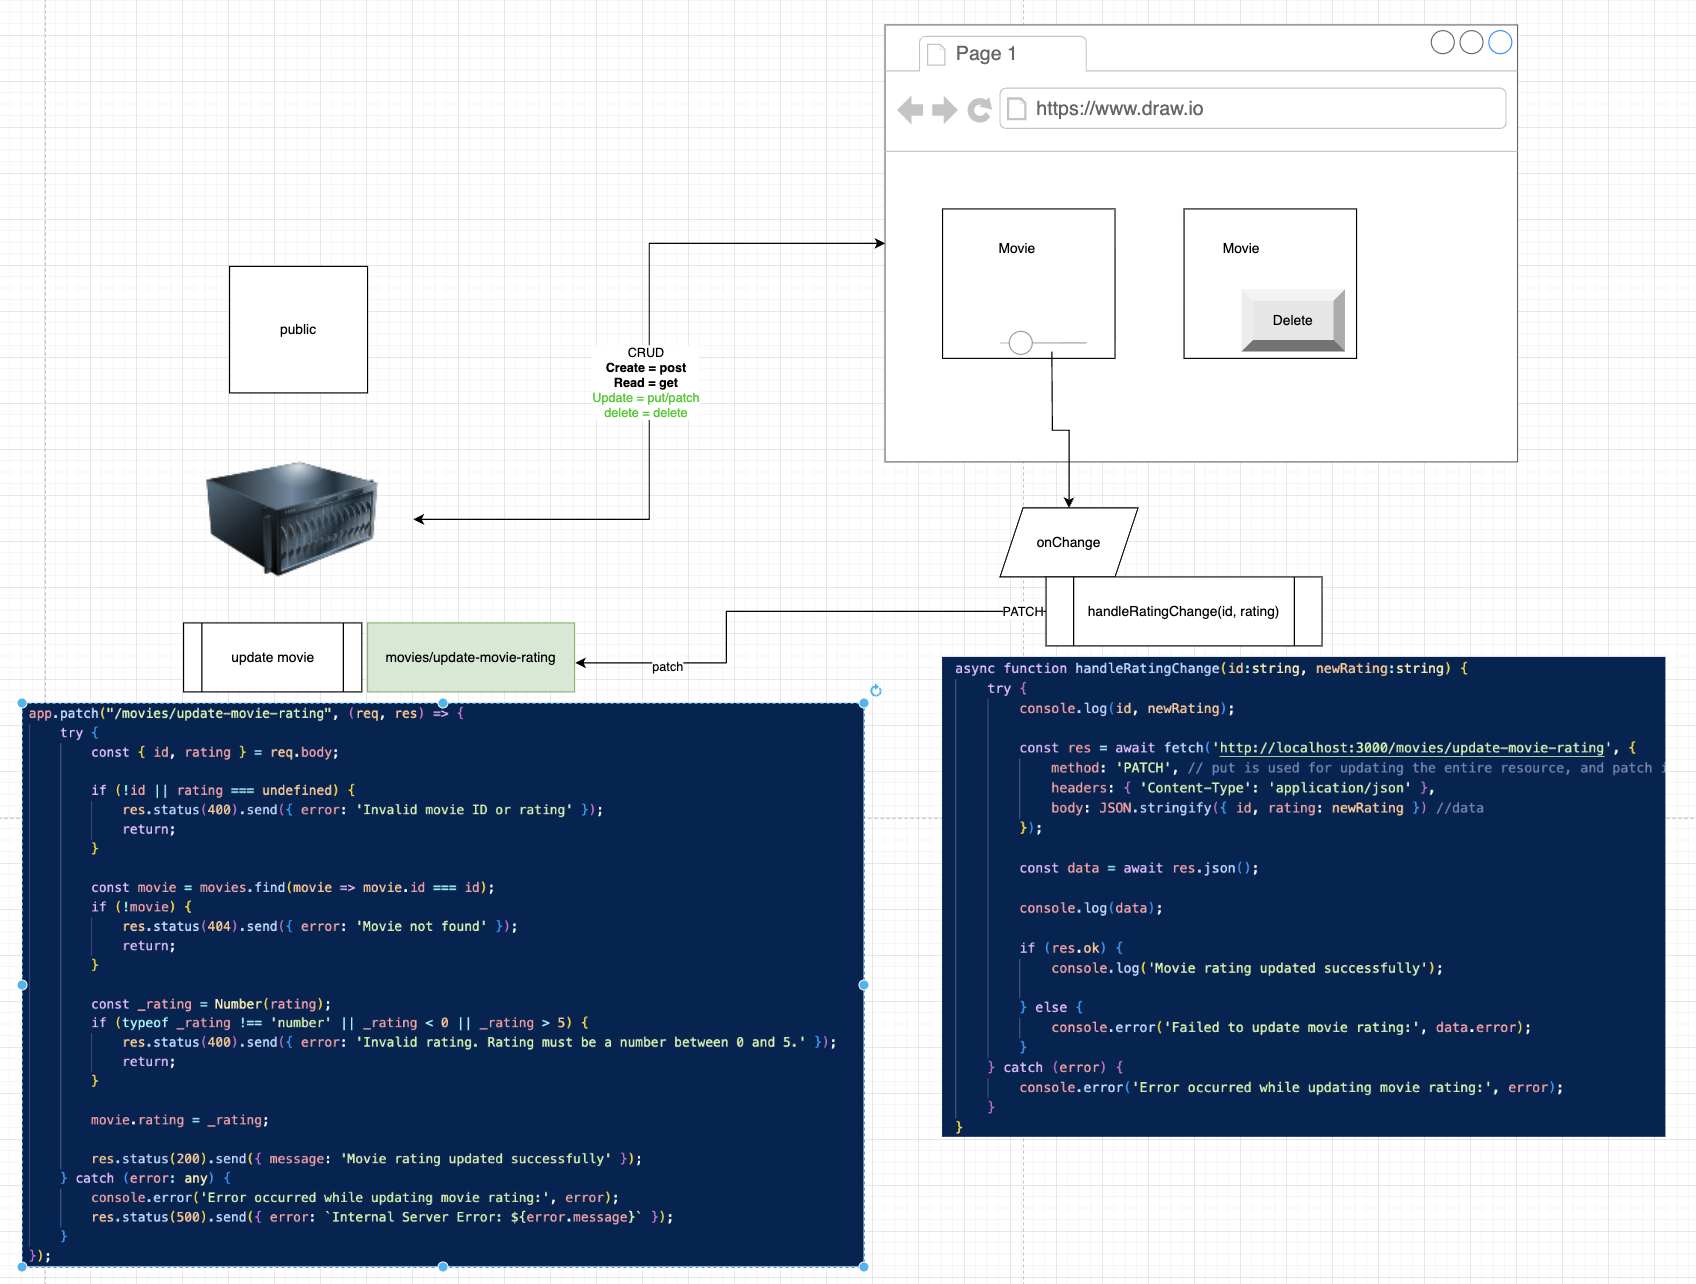 Page 1
https://www.draw.io
Movie
Movie
Delete
public
CRUD
Create = post
Read = get
Update = put/patch
delete = delete
onChange
PATCH
handleRatingChange(id, rating)
update movie
movies/update-movie-rating
patch
app.patch("/movies/update-movie-rating", (req, res) => {
try {
const { id, rating } = req.body;
if (!id || rating === undefined) {
res.status(400).send({ error: 'Invalid movie ID or rating' });
return;
}
const movie = movies.find(movie => movie.id === id);
if (!movie) {
res.status(404).send({ error: 'Movie not found' });
return;
}
const _rating = Number(rating);
if (typeof _rating !== 'number' || _rating < 0 || _rating > 5) {
res.status(400).send({ error: 'Invalid rating. Rating must be a number between 0 and 5.' });
return;
}
movie.rating = _rating;
res.status(200).send({ message: 'Movie rating updated successfully' });
} catch (error: any) {
console.error('Error occurred while updating movie rating:', error);
res.status(500).send({ error: `Internal Server Error: ${error.message}` });
}
});
async function handleRatingChange(id:string, newRating:string) {
try {
console.log(id, newRating);
const res = await fetch('http://localhost:3000/movies/update-movie-rating', {
method: 'PATCH', // put is used for updating the entire resource, and patch
headers: { 'Content-Type': 'application/json' },
body: JSON.stringify({ id, rating: newRating }) //data
});
const data = await res.json();
console.log(data);
if (res.ok) {
console.log('Movie rating updated successfully');
} else {
console.error('Failed to update movie rating:', data.error);
}
} catch (error) {
console.error('Error occurred while updating movie rating:', error);
}
}